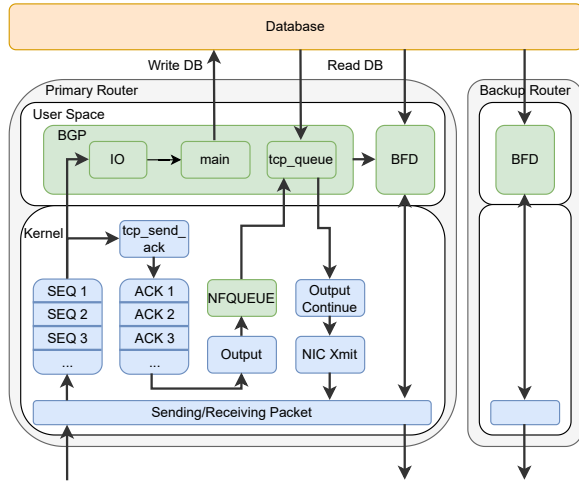 Database
Write DB
Read DB
Primary Router
Backup Router
User Space
BGP
IO
main
tcp_queue
BFD
BFD
Kernel
tcp_send_
ack
SEQ 1
SEQ 2
SEQ 3
...
ACK 1
ACK 2
ACK 3
...
NFQUEUE
Output
Output
Continue
NIC Xmit
Sending/Receiving Packet